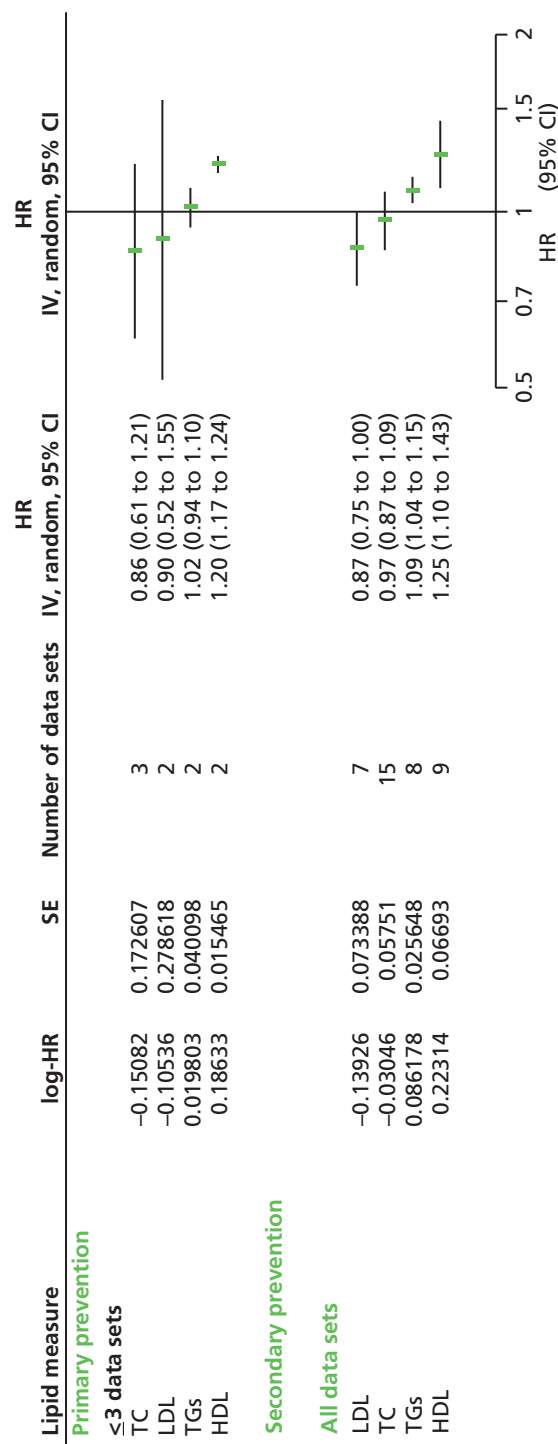 HR HR
Lipid measure log-HR SE Number of data sets IV, random, 95% CI IV, random, 95% CI
Primary prevention
≤3 data sets
TC −0.15082 0.172607 3 0.86 (0.61 to 1.21)
LDL −0.10536 0.278618 2 0.90 (0.52 to 1.55)
TGs 0.019803 0.040098 2 1.02 (0.94 to 1.10)
HDL 0.18633 0.015465 2 1.20 (1.17 to 1.24)
Secondary prevention
All data sets
LDL −0.13926 0.073388 7 0.87 (0.75 to 1.00)
TC −0.03046 0.05751 15 0.97 (0.87 to 1.09)
TGs 0.086178 0.025648 8 1.09 (1.04 to 1.15)
HDL 0.22314 0.06693 9 1.25 (1.10 to 1.43)
0.5 0.7 1 1.5 2
HR (95% CI)